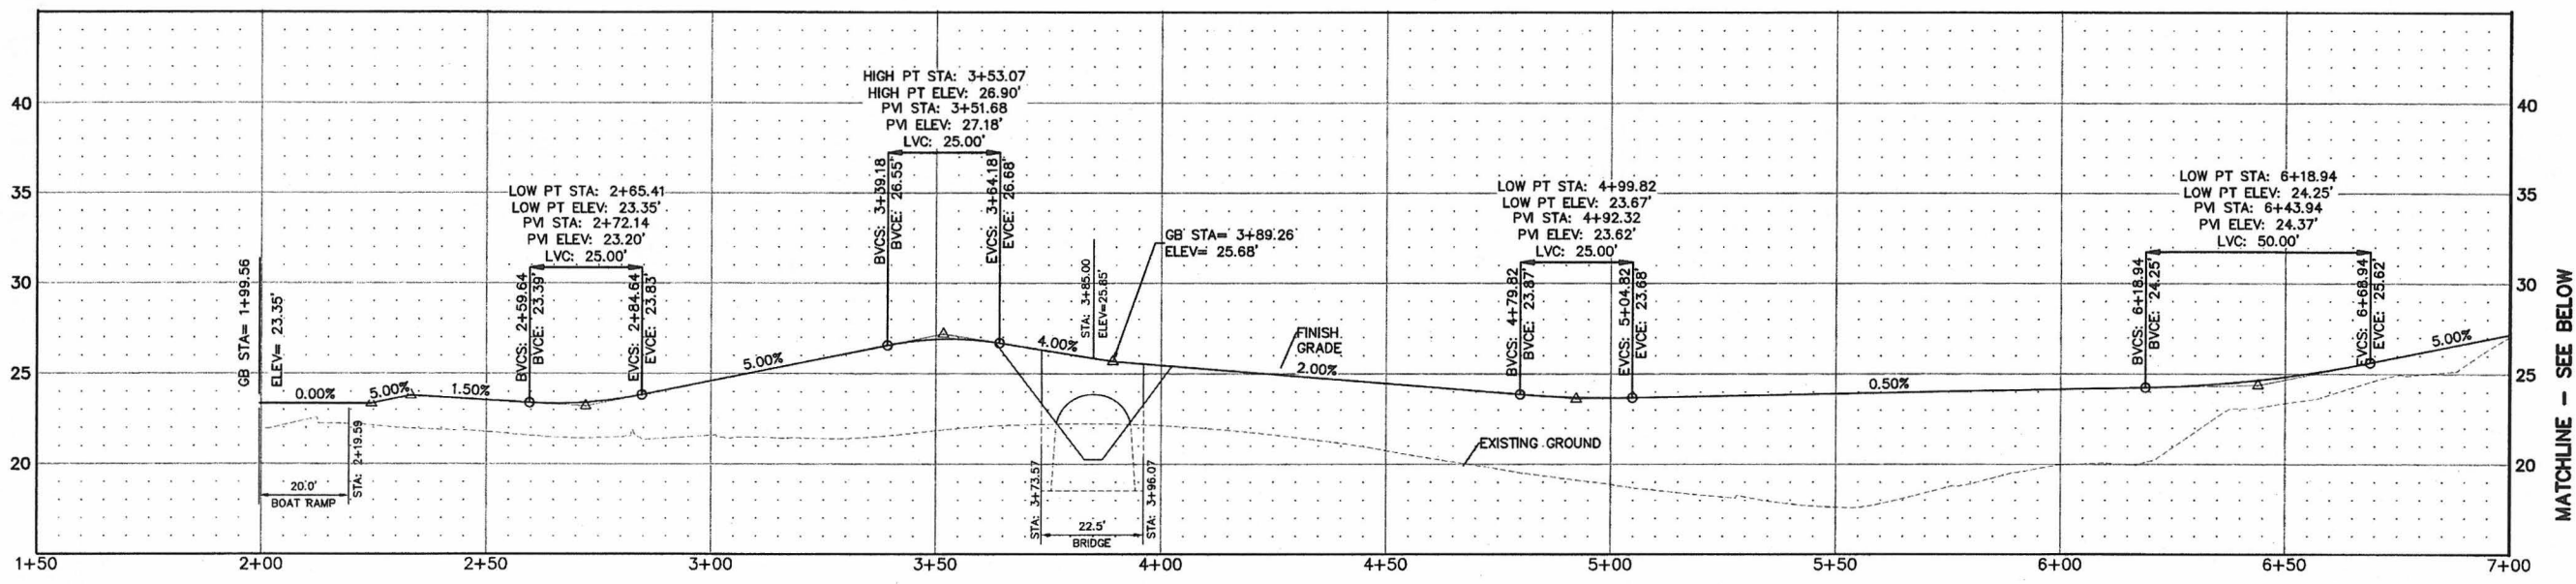 HIGH PT STA: 3+53.07
HIGH PT ELEV: 26.90'
PVI STA: 3+51.68
PVI ELEV: 27.18'
LVC: 25.00'
BVCS: 3+39.18
BVCE: 26.55'
EVCS: 3+64.18
EVCE: 26.68'
LOW PT STA: 2+65.41
LOW PT ELEV: 23.35'
PVI STA: 2+72.14
PVI ELEV: 23.20'
LVC: 25.00'
BVCS: 2+59.64
BVCE: 23.39'
EVCS: 2+84.64
EVCE: 23.83'
LOW PT STA: 4+99.82
LOW PT ELEV: 23.67'
PVI STA: 4+92.32
PVI ELEV: 23.62'
LVC: 25.00'
BVCS: 4+79.82
BVCE: 23.87'
EVCS: 5+04.82
EVCE: 23.68'
LOW PT STA: 6+18.94
LOW PT ELEV: 24.25'
PVI STA: 6+43.94
PVI ELEV: 24.37'
LVC: 50.00'
BVCS: 6+18.94
BVCE: 24.25'
EVCS: 6+68.94
EVCE: 25.62'
GB STA= 1+99.56
ELEV= 23.35'
GB STA= 3+89.26
ELEV= 25.68'
STA: 3+85.00
ELEV=25.85'
0.00%
5.00%
1.50%
5.00%
4.00%
FINISH
GRADE
2.00%
0.50%
5.00%
EXISTING GROUND
STA: 2+19.59
20.0'
BOAT RAMP
STA: 3+73.57
STA: 3+96.07
22.5'
BRIDGE
40
35
30
25
20
15
40
35
30
25
20
15
1+50
2+00
2+50
3+00
3+50
4+00
4+50
5+00
5+50
6+00
6+50
7+00
MATCHLINE - SEE BELOW